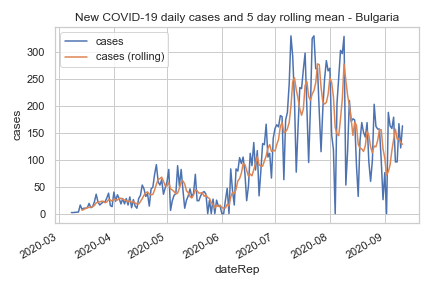 New COVID-19 daily cases and 5 day rolling mean - Bulgaria
cases
cases (rolling)
300
250
200
150
100
50
0
cases
2020-03
2020-04
2020-05
2020-06
2020-07
2020-08
2020-09
dateRep